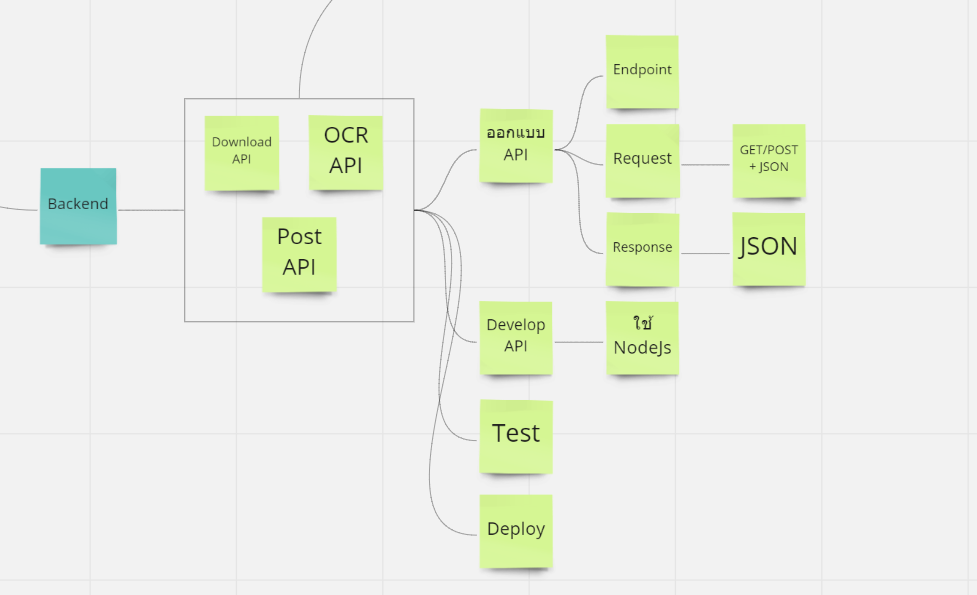 Backend
Download
API
OCR
API
Post
API
ออกแบบ
API
Endpoint
Request
GET/POST
+ JSON
Response
JSON
Develop
API
ใช้
NodeJs
Test
Deploy